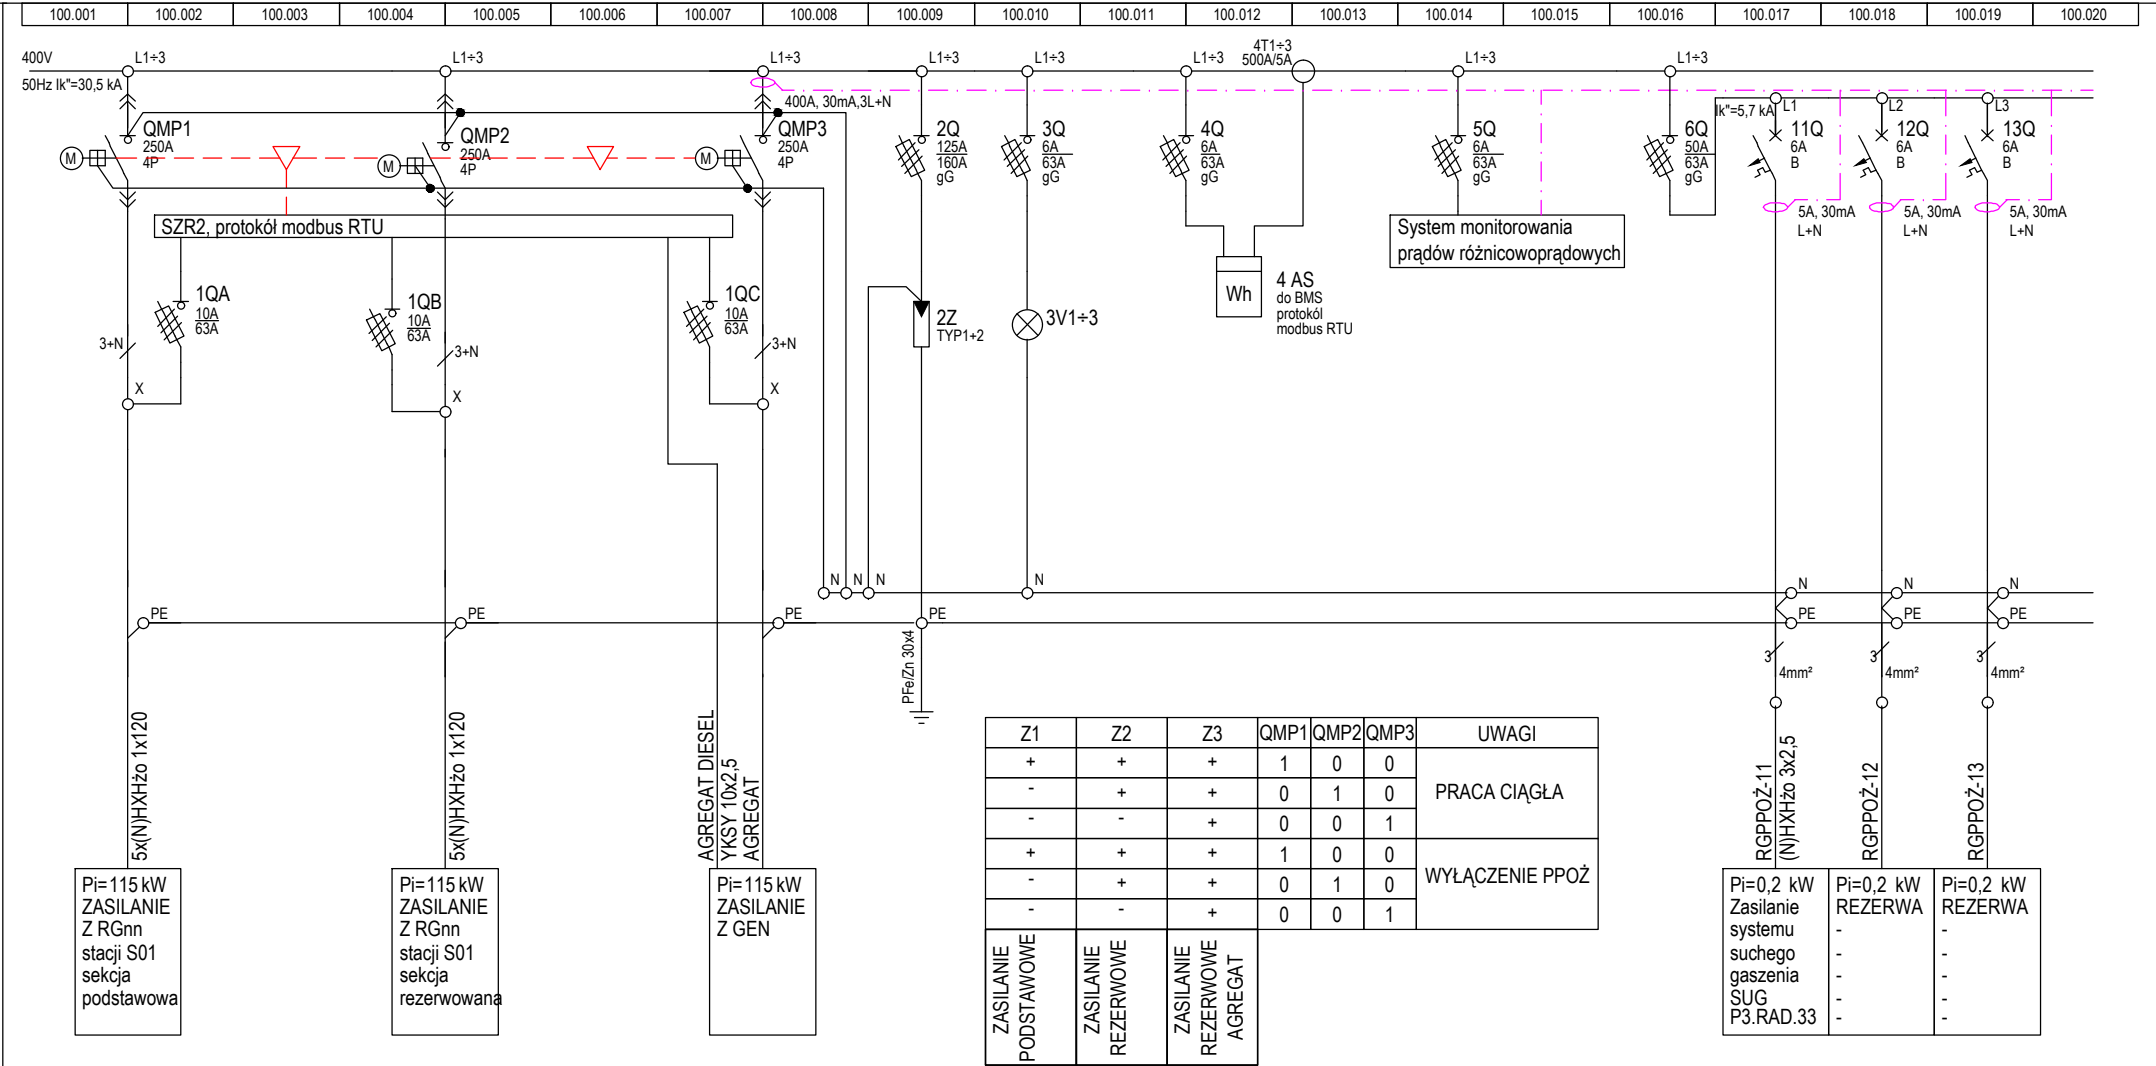 100.001 100.002 100.003 100.004 100.005 100.006 100.007 100.008 100.009 100.010 100.011 100.012 100.013 100.014 100.015 100.016 100.017 100.018 100.019 100.020
400V
50Hz Ik"=30,5 kA
L1÷3
L1÷3
L1÷3
L1÷3
L1÷3
L1÷3
4T1÷3
500A/5A
L1÷3
L1÷3
400A, 30mA,3L+N
Ik"=5,7 kA
L1
L2
L3
QMP1
250A
4P
M
QMP2
250A
4P
M
QMP3
250A
4P
M
2Q
125A
160A
gG
3Q
6A
63A
gG
4Q
6A
63A
gG
5Q
6A
63A
gG
6Q
50A
63A
gG
11Q
6A
B
12Q
6A
B
13Q
6A
B
5A, 30mA
L+N
5A, 30mA
L+N
5A, 30mA
L+N
SZR2, protokół modbus RTU
System monitorowania
prądów różnicowoprądowych
1QA
10A
63A
1QB
10A
63A
1QC
10A
63A
Wh
4 AS
do BMS
protokół
modbus RTU
2Z
TYP1+2
3V1÷3
3+N
3+N
3+N
X
X
X
N N N
N
N
N
N
PE
PE
PE
PE
PE
PE
PE
3
4mm²
3
4mm²
3
4mm²
PFe/Zn 30x4
5x(N)HXHżo 1x120
5x(N)HXHżo 1x120
AGREGAT DIESEL
YKSY 10x2,5
AGREGAT
RGPPOŻ-11
(N)HXHżo 3x2,5
RGPPOŻ-12
RGPPOŻ-13
Z1 Z2 Z3 QMP1 QMP2 QMP3 UWAGI
+ + + 1 0 0
- + + 0 1 0 PRACA CIĄGŁA
- - + 0 0 1
+ + + 1 0 0
- + + 0 1 0 WYŁĄCZENIE PPOŻ
- - + 0 0 1
ZASILANIE
PODSTAWOWE
ZASILANIE
REZERWOWE
ZASILANIE
REZERWOWE
AGREGAT
Pi=115 kW
ZASILANIE
Z RGnn
stacji S01
sekcja
podstawowa
Pi=115 kW
ZASILANIE
Z RGnn
stacji S01
sekcja
rezerwowana
Pi=115 kW
ZASILANIE
Z GEN
Pi=0,2 kW
Zasilanie
systemu
suchego
gaszenia
SUG
P3.RAD.33
Pi=0,2 kW
REZERWA
-
-
-
-
-
Pi=0,2 kW
REZERWA
-
-
-
-
-